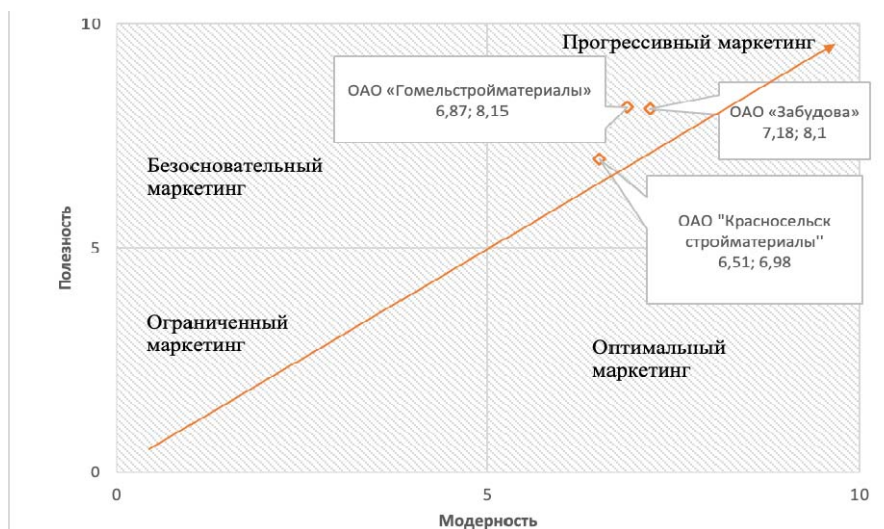 10
Прогрессивный маркетинг
ОАО «Гомельстройматериалы»
6,87; 8,15
ОАО «Забудова»
7,18; 8,1
Безосновательный
маркетинг
ОАО "Красносельск
стройматериалы"
6,51; 6,98
Полезность
5
Ограниченный
маркетинг
Оптимальный
маркетинг
0
0
5
10
Модерность